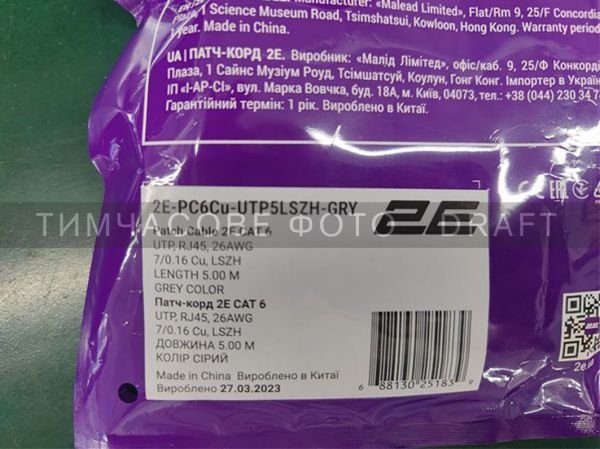 Manufacturer: «Malead Limited», Flat/Rm 9, 25/F Concordia
Plaza, 1 Science Museum Road, Tsimshatsui, Kowloon, Hong Kong. Warranty period
1 year. Made in China.
UA | ПАТЧ-КОРД 2E. Виробник: «Малід Лімітед», офіс/каб. 9, 25/Ф Конкорді
Плаза, 1 Сайнс Музіум Роуд, Тсімшатсуй, Коулун, Гонг Конг. Імпортер в Україн
ІП «І-АР-СІ», вул. Марка Вовчка, буд. 18А, м. Київ, 04073, тел.: +38 (044) 230 34 7
Гарантійний термін: 1 рік. Вироблено в Китаї.
2E-PC6Cu-UTP5LSZH-GRY
2E
ТИМЧАСОВЕ ФОТО DRAFT
Patch Cable 2E CAT 6
UTP, RJ45, 26AWG
7/0.16 Cu, LSZH
LENGTH 5.00 M
GREY COLOR
Патч-корд 2E CAT 6
UTP, RJ45, 26AWG
7/0.16 Cu, LSZH
ДОВЖИНА 5.00 М
КОЛІР СІРИЙ
Made in China Вироблено в Китаї
Вироблено 27.03.2023
6 88130 25183 9
2E
2e.